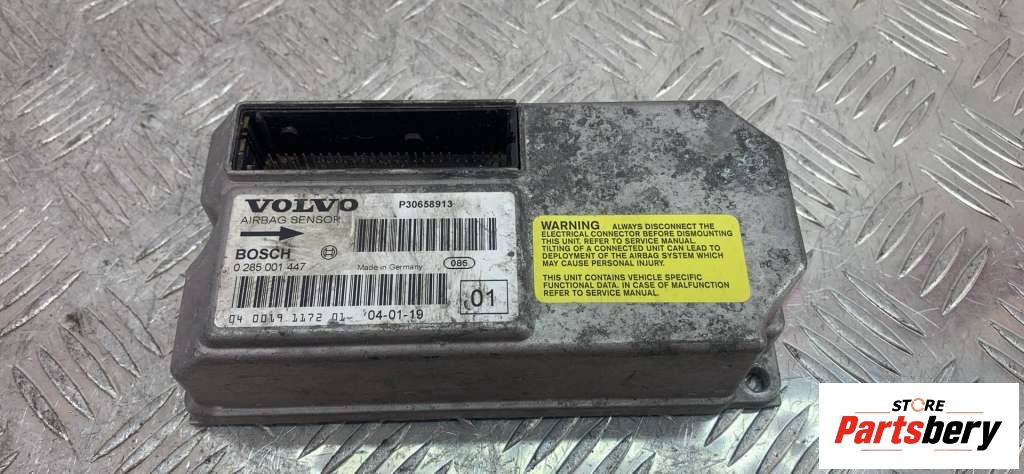 VOLVO P30658913
AIRBAG SENSOR
BOSCH
0 285 001 447 Made in Germany 085
04 0019 1172 01 04-01-19 01
WARNING ALWAYS DISCONNECT THE
ELECTRICAL CONNECTOR BEFORE DISMOUNTING
THIS UNIT. REFER TO SERVICE MANUAL.
TILTING OF A CONNECTED UNIT CAN LEAD TO
DEPLOYMENT OF THE AIRBAG SYSTEM WHICH
MAY CAUSE PERSONAL INJURY.
THIS UNIT CONTAINS VEHICLE SPECIFIC
FUNCTIONAL DATA. IN CASE OF MALFUNCTION
REFER TO SERVICE MANUAL.
STORE
Partsbery